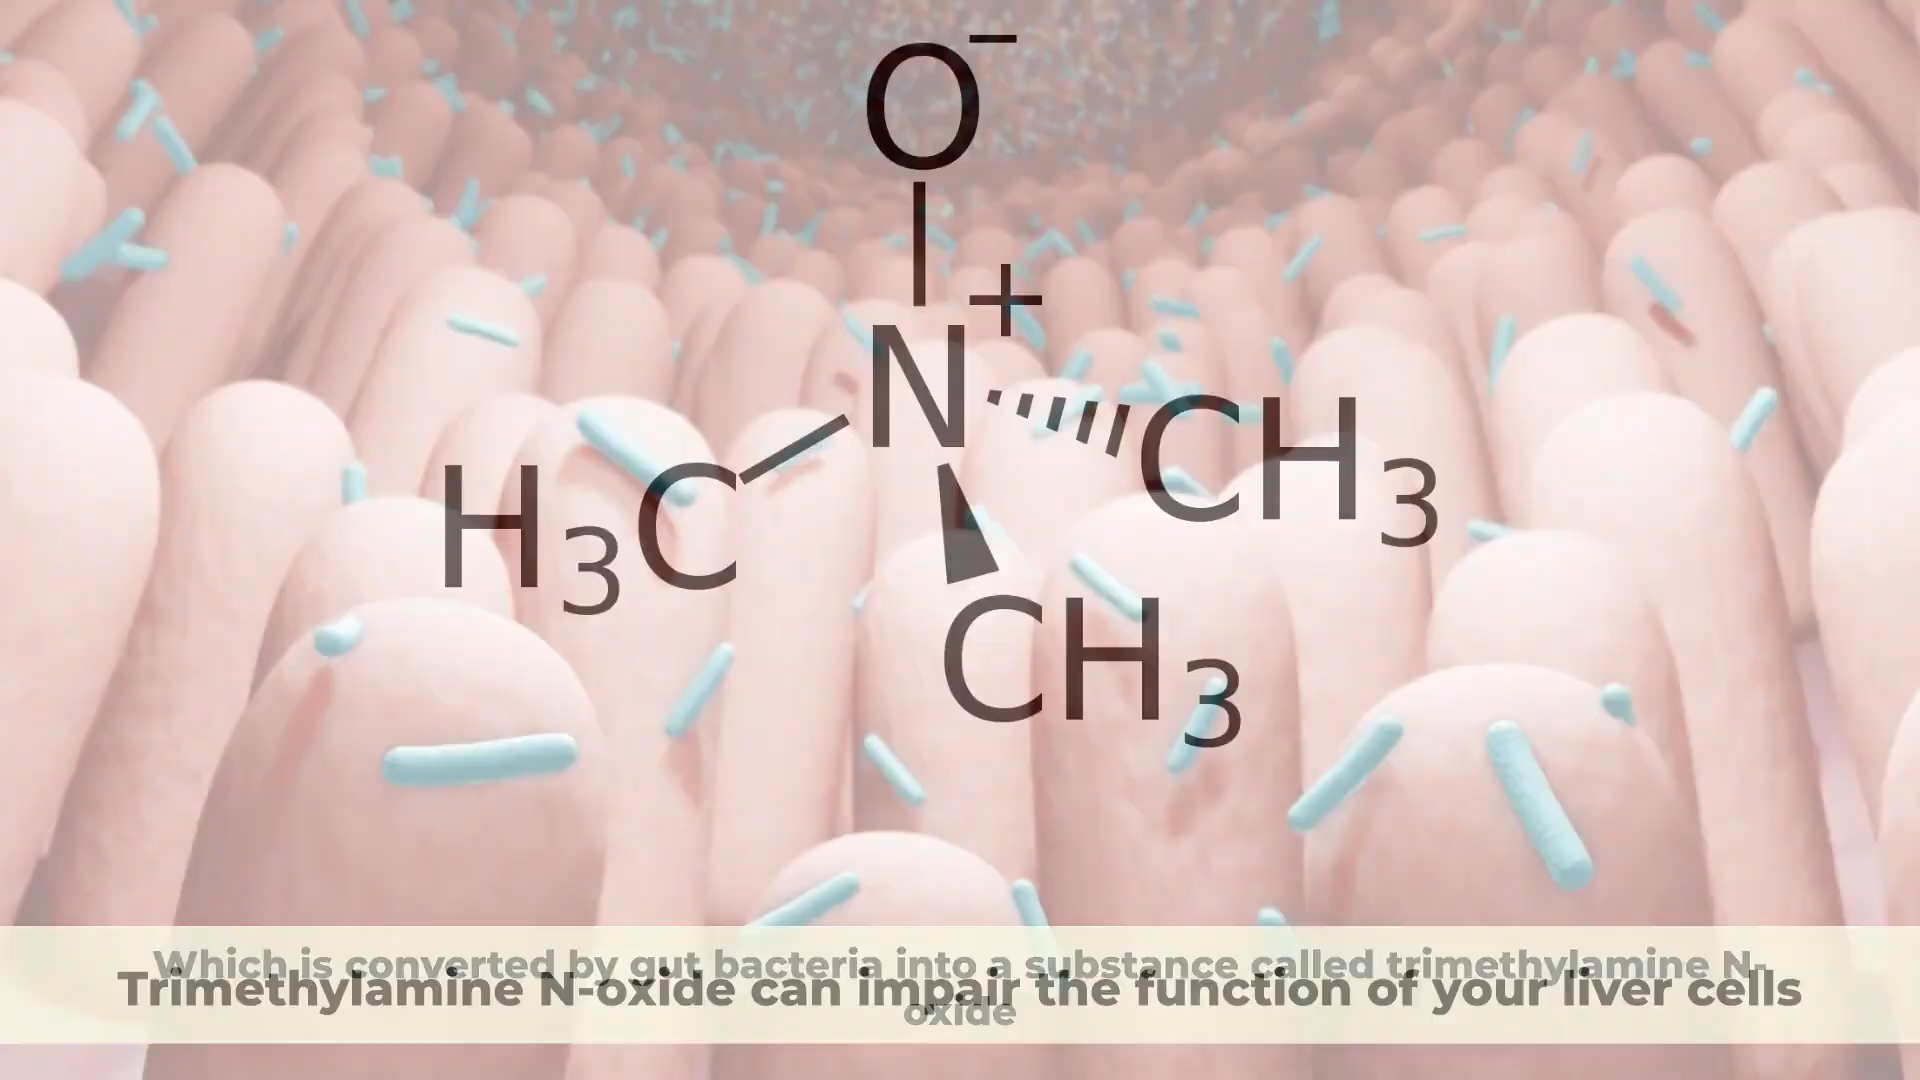 O−
N+
H3C
CH3
CH3
Which is converted by gut bacteria into a substance called trimethylamine N-
oxide
Trimethylamine N-oxide can impair the function of your liver cells